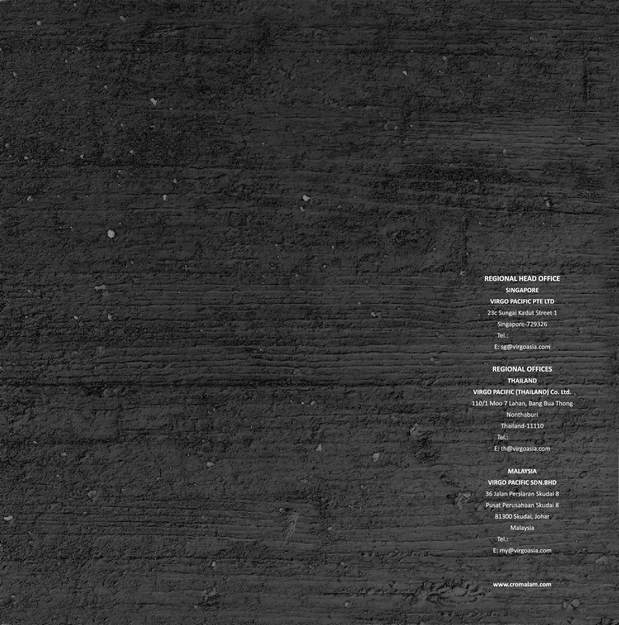 REGIONAL HEAD OFFICE
SINGAPORE
VIRGO PACIFIC PTE LTD
23c Sungai Kadut Street 1
Singapore-729326
Tel.:
E: sg@virgoasia.com
REGIONAL OFFICES
THAILAND
VIRGO PACIFIC (THAILAND) Co. Ltd.
110/1 Moo 7 Lahan, Bang Bua Thong
Nonthaburi
Thailand-11110
Tel.:
E: th@virgoasia.com
MALAYSIA
VIRGO PACIFIC SDN.BHD
36 Jalan Persiaran Skudai 8
Pusat Perusahaan Skudai 8
81300 Skudai, Johar
Malaysia
Tel.:
E: my@virgoasia.com
www.cromalam.com